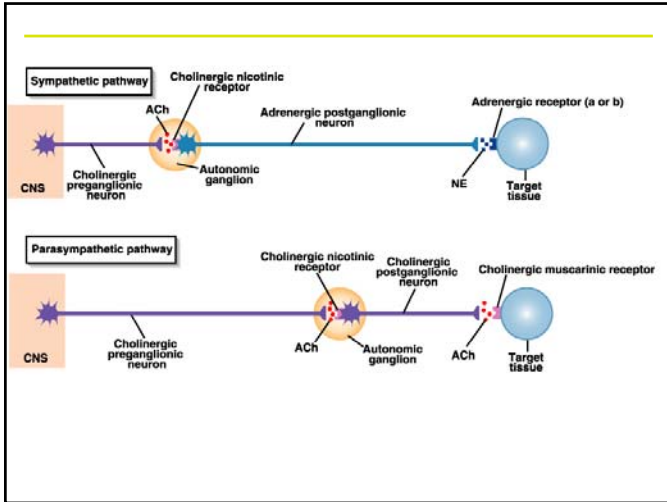 Sympathetic pathway
Cholinergic nicotinic
receptor
ACh
Adrenergic postganglionic
neuron
Adrenergic receptor (a or b)
CNS
Cholinergic
preganglionic
neuron
Autonomic
ganglion
NE
Target
tissue
Parasympathetic pathway
Cholinergic nicotinic
receptor
Cholinergic
postganglionic
neuron
Cholinergic muscarinic receptor
CNS
Cholinergic
preganglionic
neuron
ACh
Autonomic
ganglion
ACh
Target
tissue